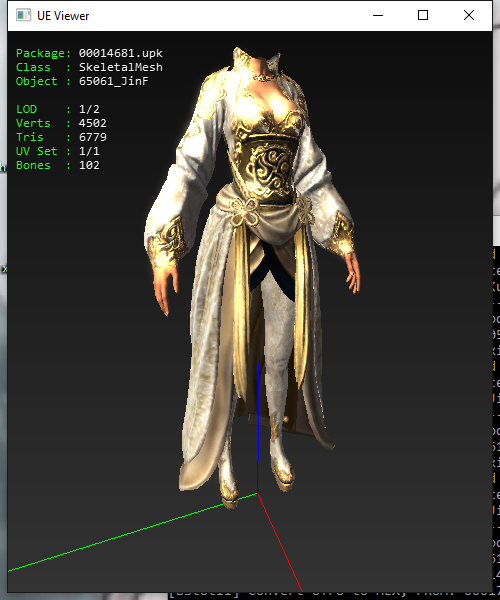 UE Viewer
Package: 00014681.upk
Class  : SkeletalMesh
Object : 65061_JinF
LOD    : 1/2
Verts  : 4502
Tris   : 6779
UV Set : 1/1
Bones  : 102